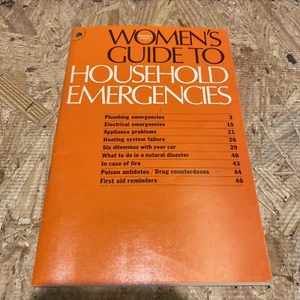 WOMEN'S
GUIDE TO
HOUSEHOLD
EMERGENCIES
Plumbing emergencies 3
Electrical emergencies 15
Appliance problems 21
Heating system failure 26
Six dilemmas with your car 29
What to do in a natural disaster 40
In case of fire 43
Poison antidotes / Drug counterdoses 44
First aid reminders 46